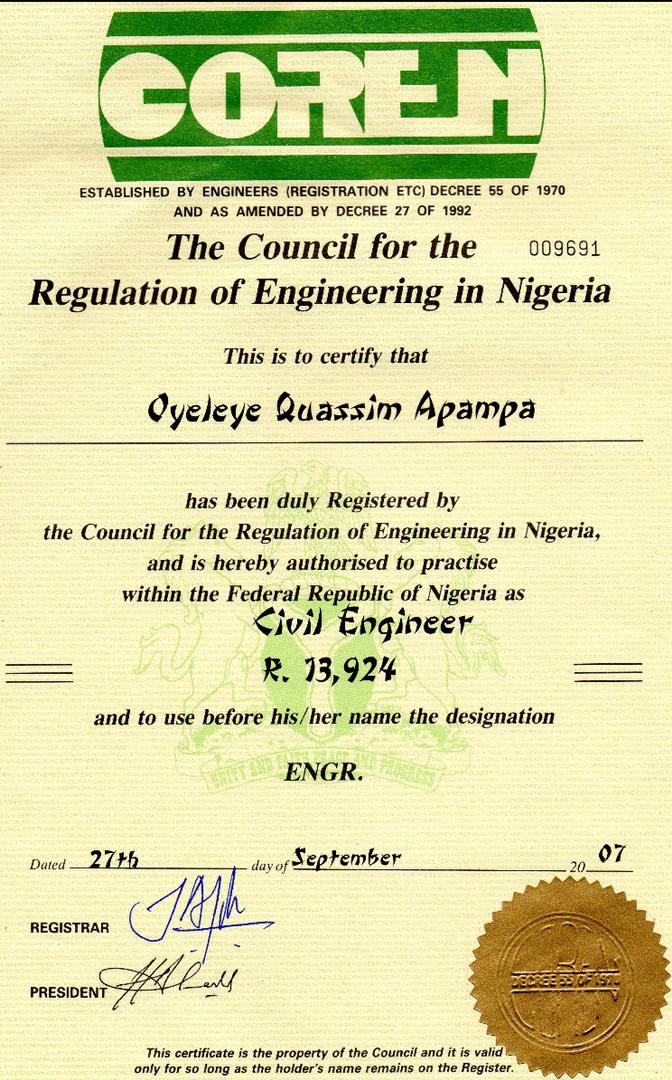 COREN
ESTABLISHED BY ENGINEERS (REGISTRATION ETC) DECREE 55 OF 1970
AND AS AMENDED BY DECREE 27 OF 1992
The Council for the
009691
Regulation of Engineering in Nigeria
This is to certify that
Oyeleye Quassim Apampa
has been duly Registered by
the Council for the Regulation of Engineering in Nigeria,
and is hereby authorised to practise
within the Federal Republic of Nigeria as
Civil Engineer
R. 13,924
and to use before his/her name the designation
UNITY AND FAITH PEACE AND PROGRESS
ENGR.
Dated 27th day of September 20 07
REGISTRAR
PRESIDENT
DECREE 55 OF 1970
This certificate is the property of the Council and it is valid
only for so long as the holder's name remains on the Register.